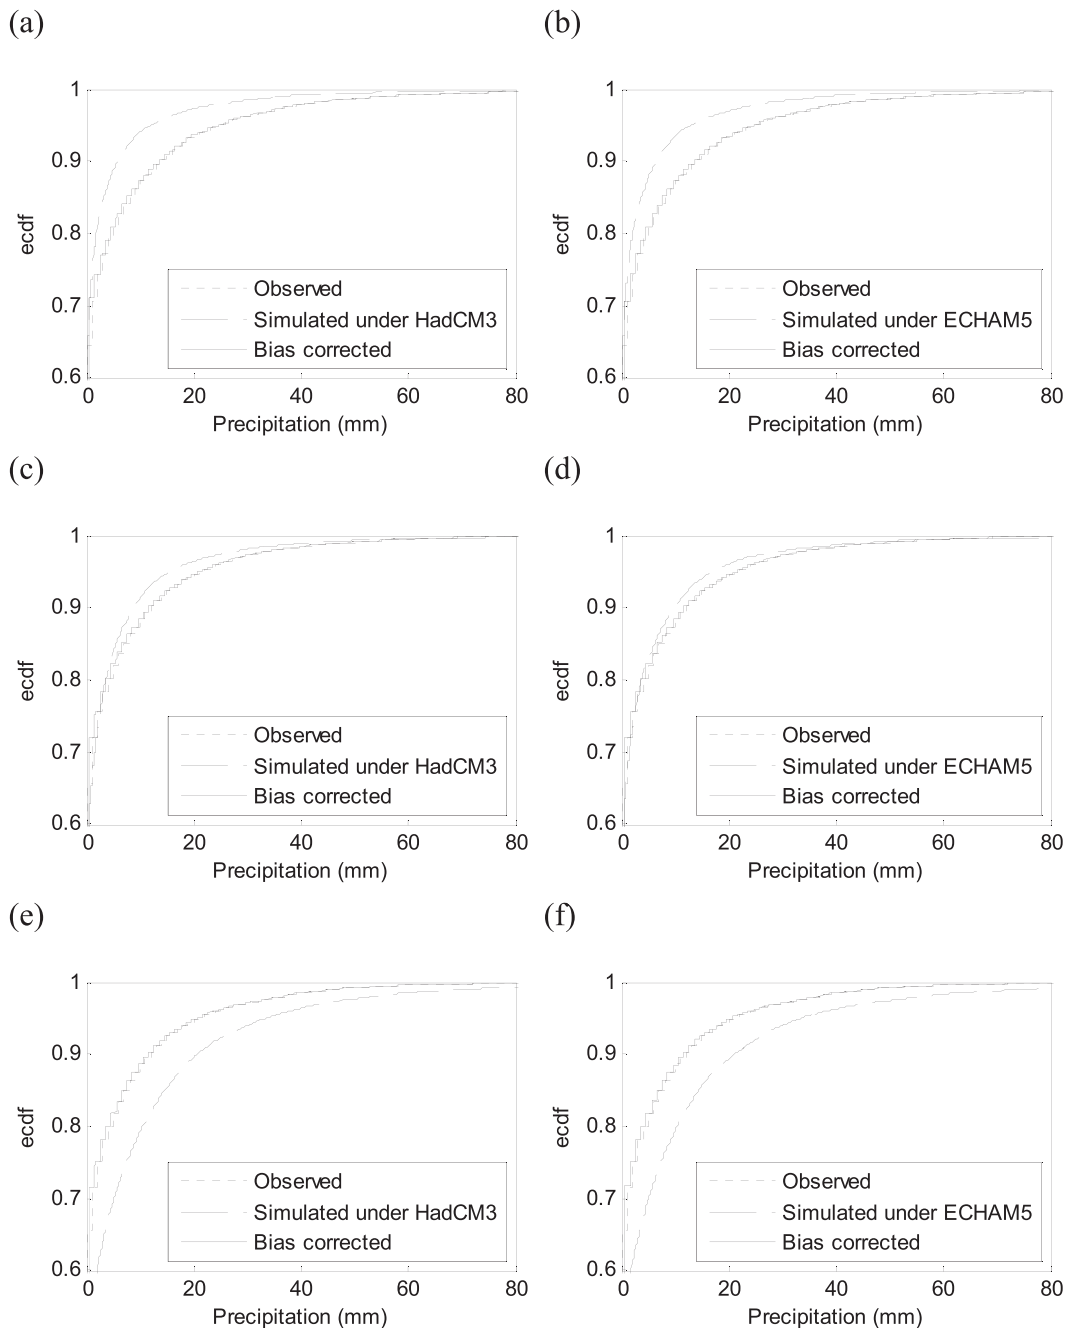 (a)
1
0.9
0.8
0.7
0.6
ecdf
0 20 40 60 80
Precipitation (mm)
Observed
Simulated under HadCM3
Bias corrected
(b)
1
0.9
0.8
0.7
0.6
ecdf
0 20 40 60 80
Precipitation (mm)
Observed
Simulated under ECHAM5
Bias corrected
(c)
1
0.9
0.8
0.7
0.6
ecdf
0 20 40 60 80
Precipitation (mm)
Observed
Simulated under HadCM3
Bias corrected
(d)
1
0.9
0.8
0.7
0.6
ecdf
0 20 40 60 80
Precipitation (mm)
Observed
Simulated under ECHAM5
Bias corrected
(e)
1
0.9
0.8
0.7
0.6
ecdf
0 20 40 60 80
Precipitation (mm)
Observed
Simulated under HadCM3
Bias corrected
(f)
1
0.9
0.8
0.7
0.6
ecdf
0 20 40 60 80
Precipitation (mm)
Observed
Simulated under ECHAM5
Bias corrected